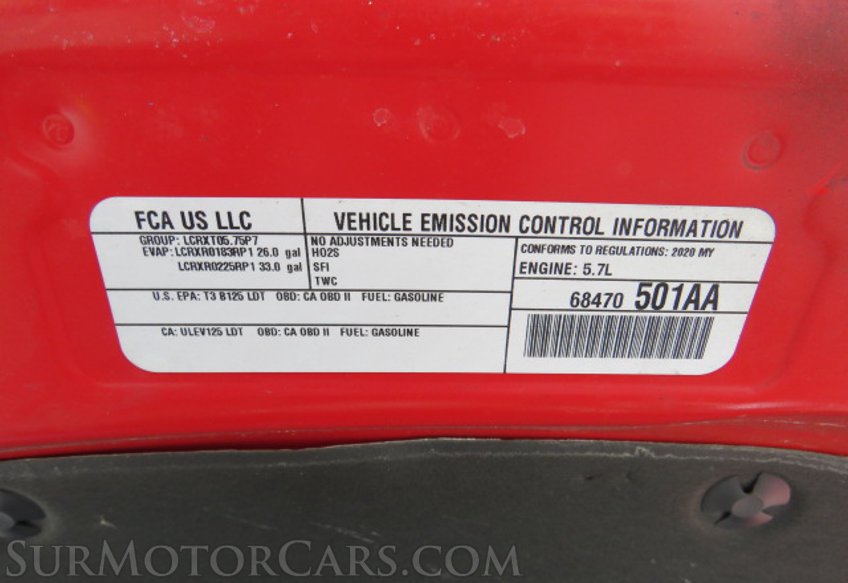 FCA US LLC
VEHICLE EMISSION CONTROL INFORMATION
GROUP: LCRXT05.75P7
EVAP: LCRXR0183RP1 26.0 gal
LCRXR0225RP1 33.0 gal
NO ADJUSTMENTS NEEDED
HO2S
SFI
TWC
CONFORMS TO REGULATIONS: 2020 MY
ENGINE: 5.7L
U.S. EPA: T3 B125 LDT OBD: CA OBD II FUEL: GASOLINE
68470 501AA
CA: ULEV125 LDT OBD: CA OBD II FUEL: GASOLINE
SURMOTORCARS.COM